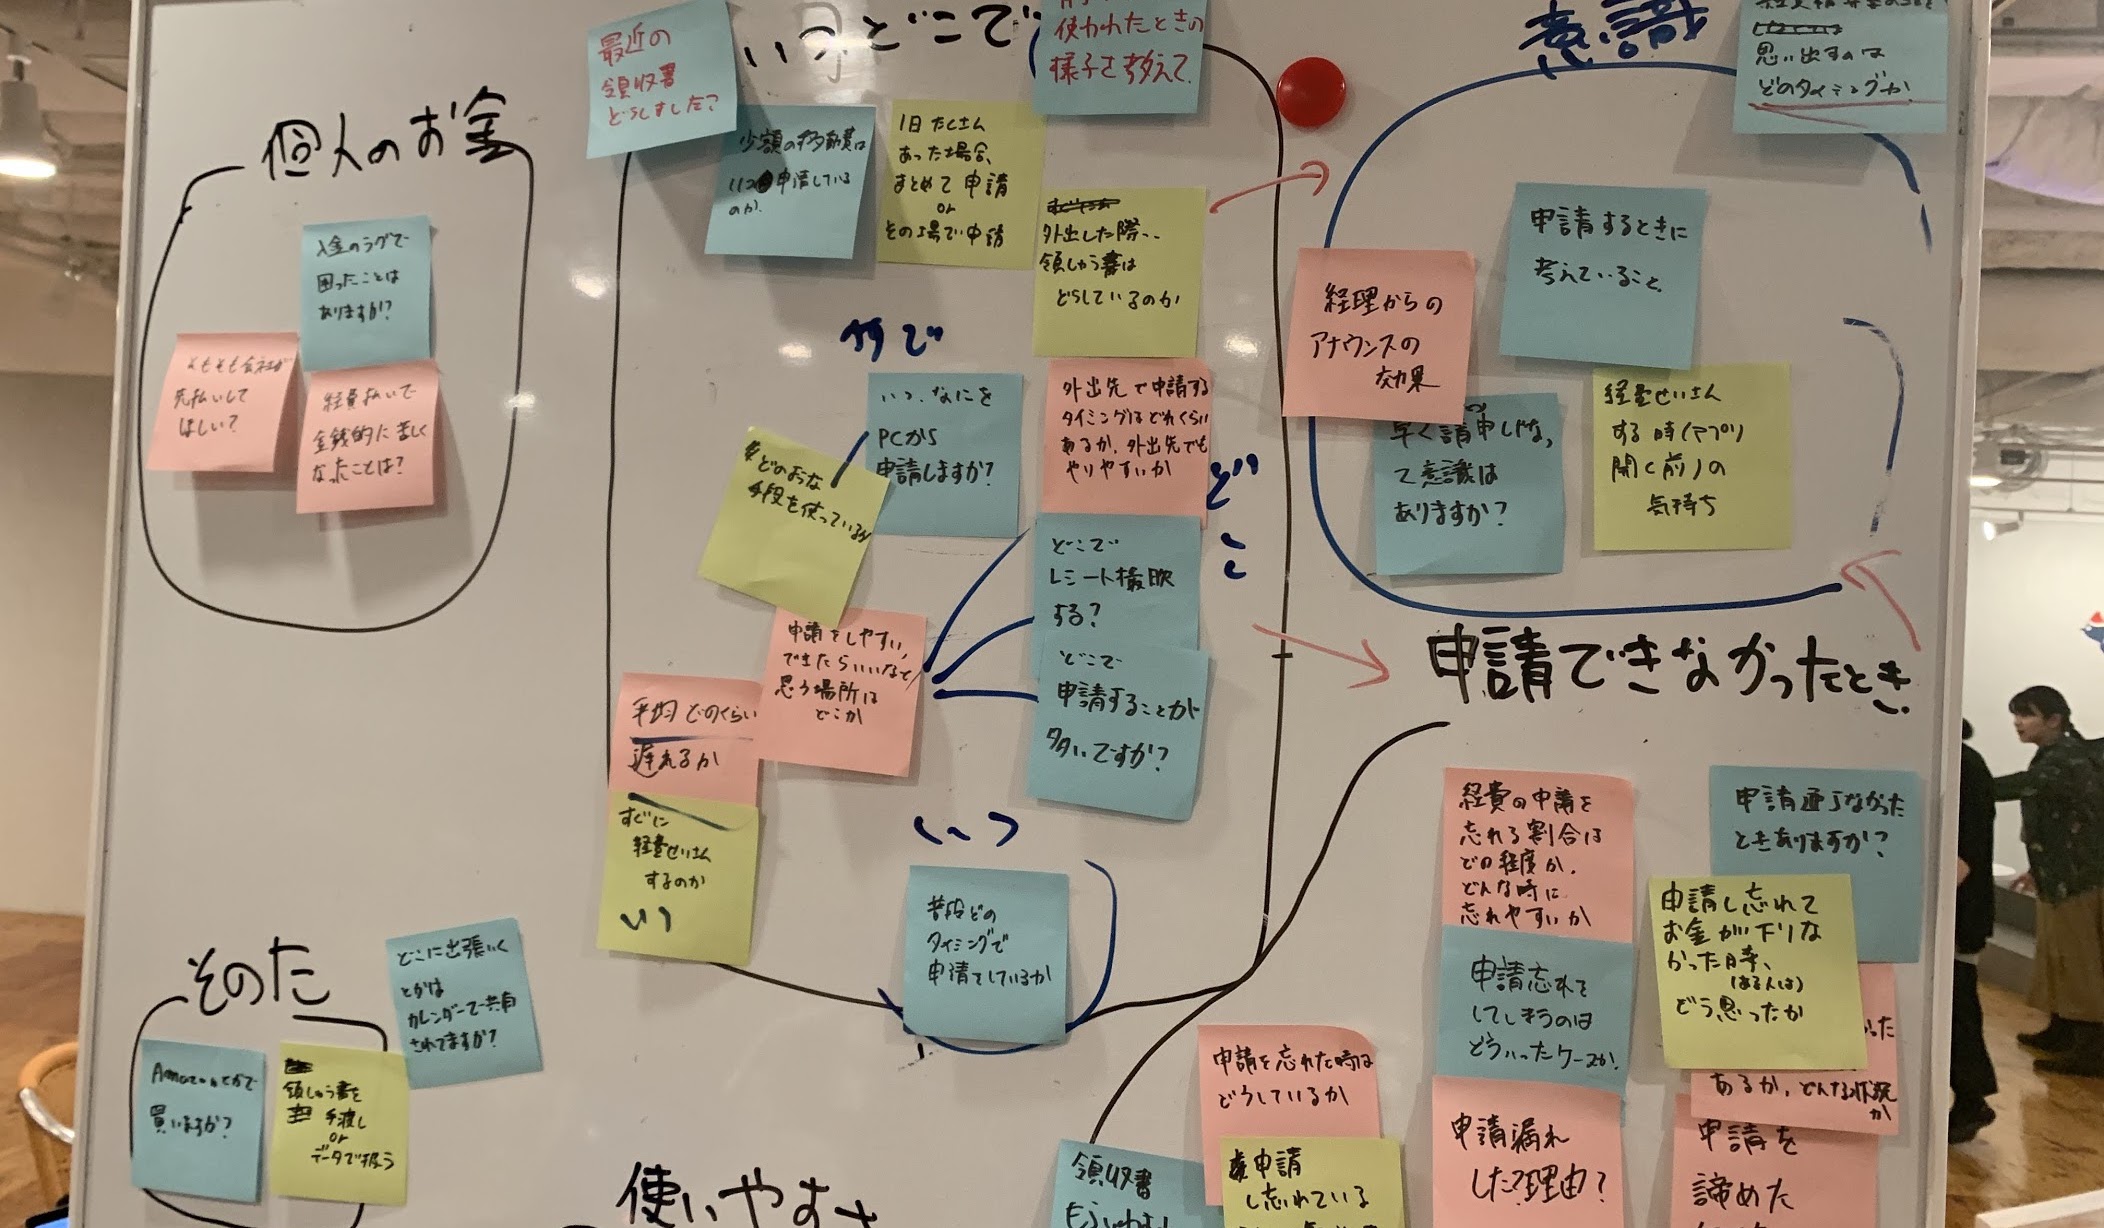 個人のお金
入金のラグで
困ったことは
ありますか?
そもそも会社が
先払いして
ほしい?
経費払いで
金銭的に苦しく
なったことは?
そのた
どこに出張いく
とかは
カレンダーで共有
されてますか?
Amazonとかで
買いますか?
領しゅう書を
手渡し
or
データで扱う
いつどこで
最近の
領収書
どうしました?
使われたときの
様子を教えて
少額の移動費は
いつ申請している
のか
1日たくさん
あった場合、
まとめて申請
or
その場で申請
外出した際、
領しゅう書は
どうしているのか
何で
いつ、なにを
PCから
申請しますか?
どのような
手段を使っているか
外出先で申請する
タイミングはどれくらい
あるか、外出先でも
やりやすいか
どこ
どこで
レシート撮影
する?
どこで
申請することが
多いですか?
申請をしやすい、
できたらいいなと
思う場所は
どこか
平均どのくらい
遅れるか
すぐに
経費せいさん
するのか
いつ
いつ
普段どの
タイミングで
申請をしているか
意識
思い出すのは
どのタイミングか
申請するときに
考えていること
経理からの
アナウンスの
効果
早く請申しなの
って意識は
ありますか?
経費せいさん
する時(アプリ
開く前)の
気持ち
申請できなかったとき
経費の申請を
忘れる割合は
どの程度か、
どんな時に
忘れやすいか
申請通らなかった
ときありますか?
申請し忘れて
お金が下りな
かった時、
(ある人は)
どう思ったか
申請忘れを
してしまうのは
どういったケースか
った
あるか、どんな状況
か
申請を忘れた時は
どうしているか
申請漏れ
した?理由?
申請を
諦めた
領収書
申請
し忘れている
使いやすさ